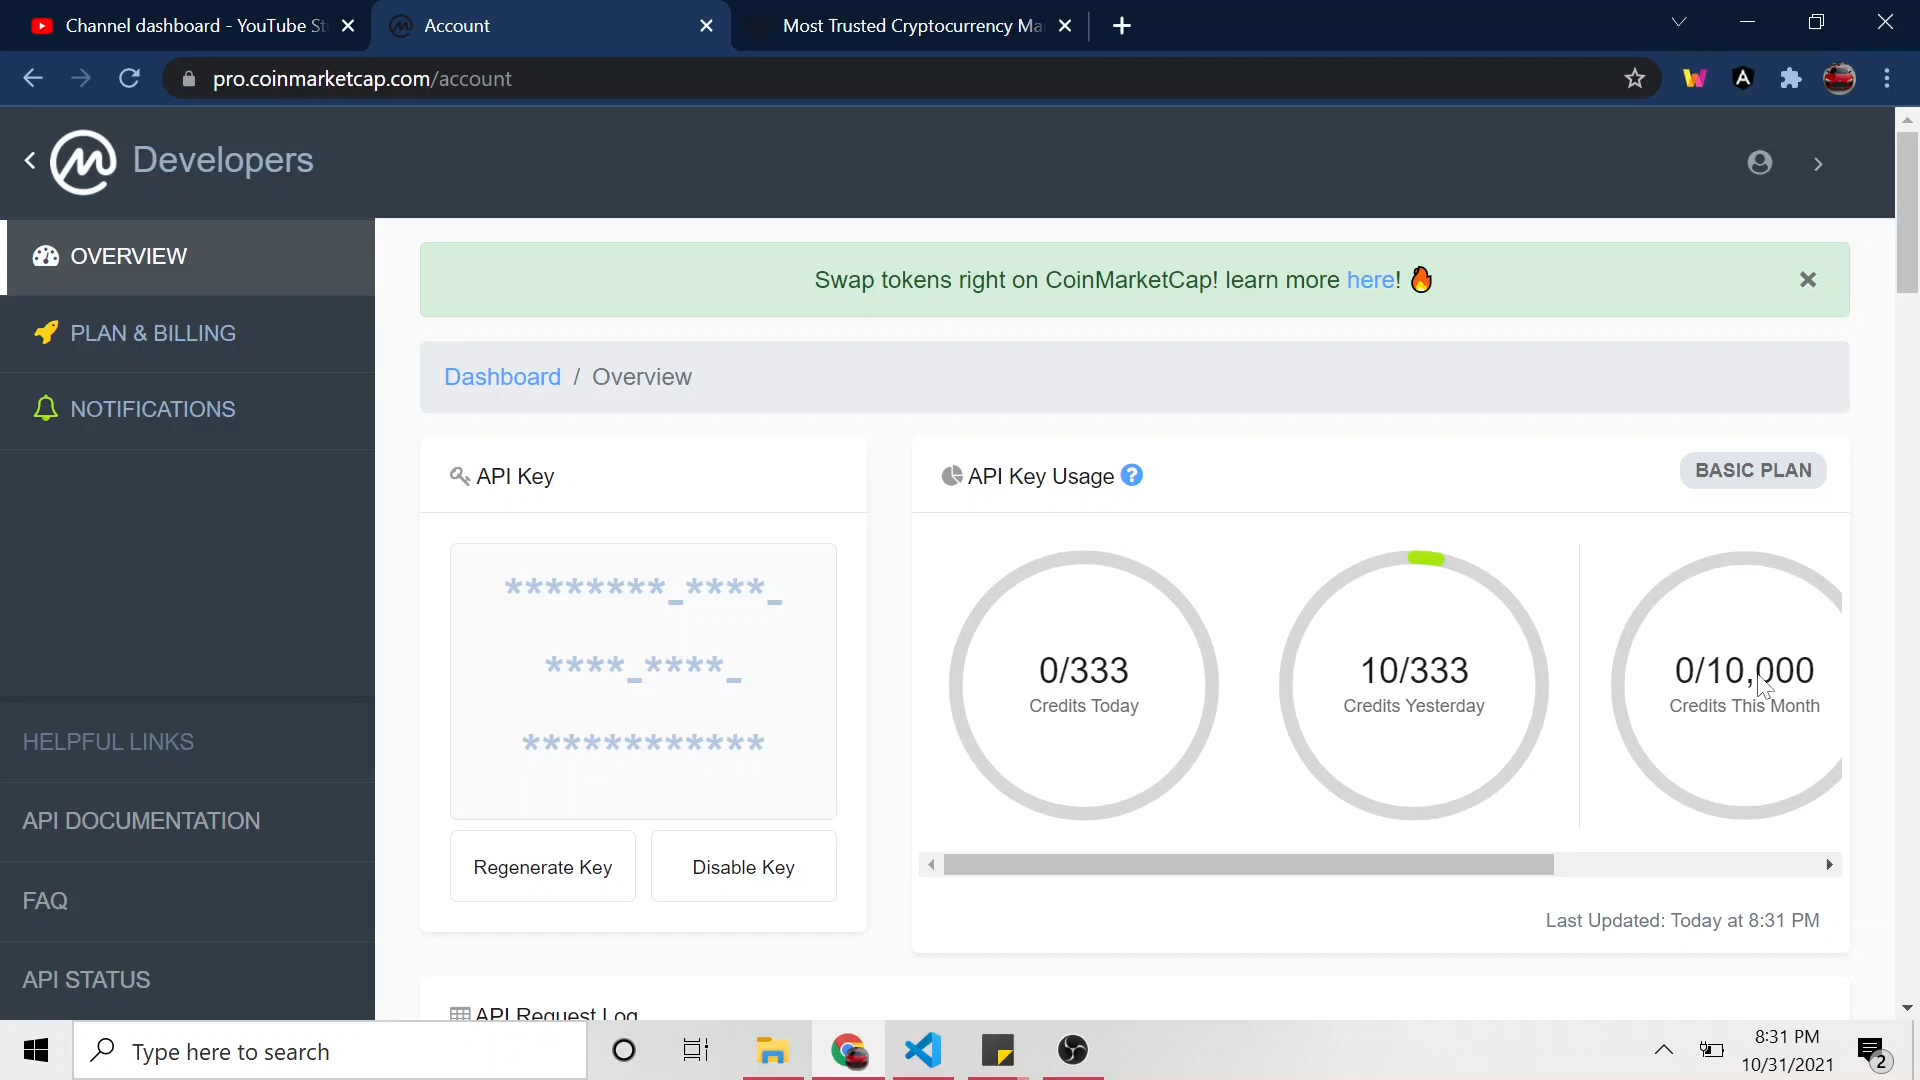 Channel dashboard - YouTube St
Account
Most Trusted Cryptocurrency Ma
pro.coinmarketcap.com/account
Developers
OVERVIEW
PLAN & BILLING
NOTIFICATIONS
HELPFUL LINKS
API DOCUMENTATION
FAQ
API STATUS
Swap tokens right on CoinMarketCap! learn more here! 🔥
Dashboard / Overview
API Key
********_****_
****_****_
************
Regenerate Key
Disable Key
API Key Usage ?
BASIC PLAN
0/333
Credits Today
10/333
Credits Yesterday
0/10,000
Credits This Month
Last Updated: Today at 8:31 PM
API Request Log
Type here to search
8:31 PM
10/31/2021
2